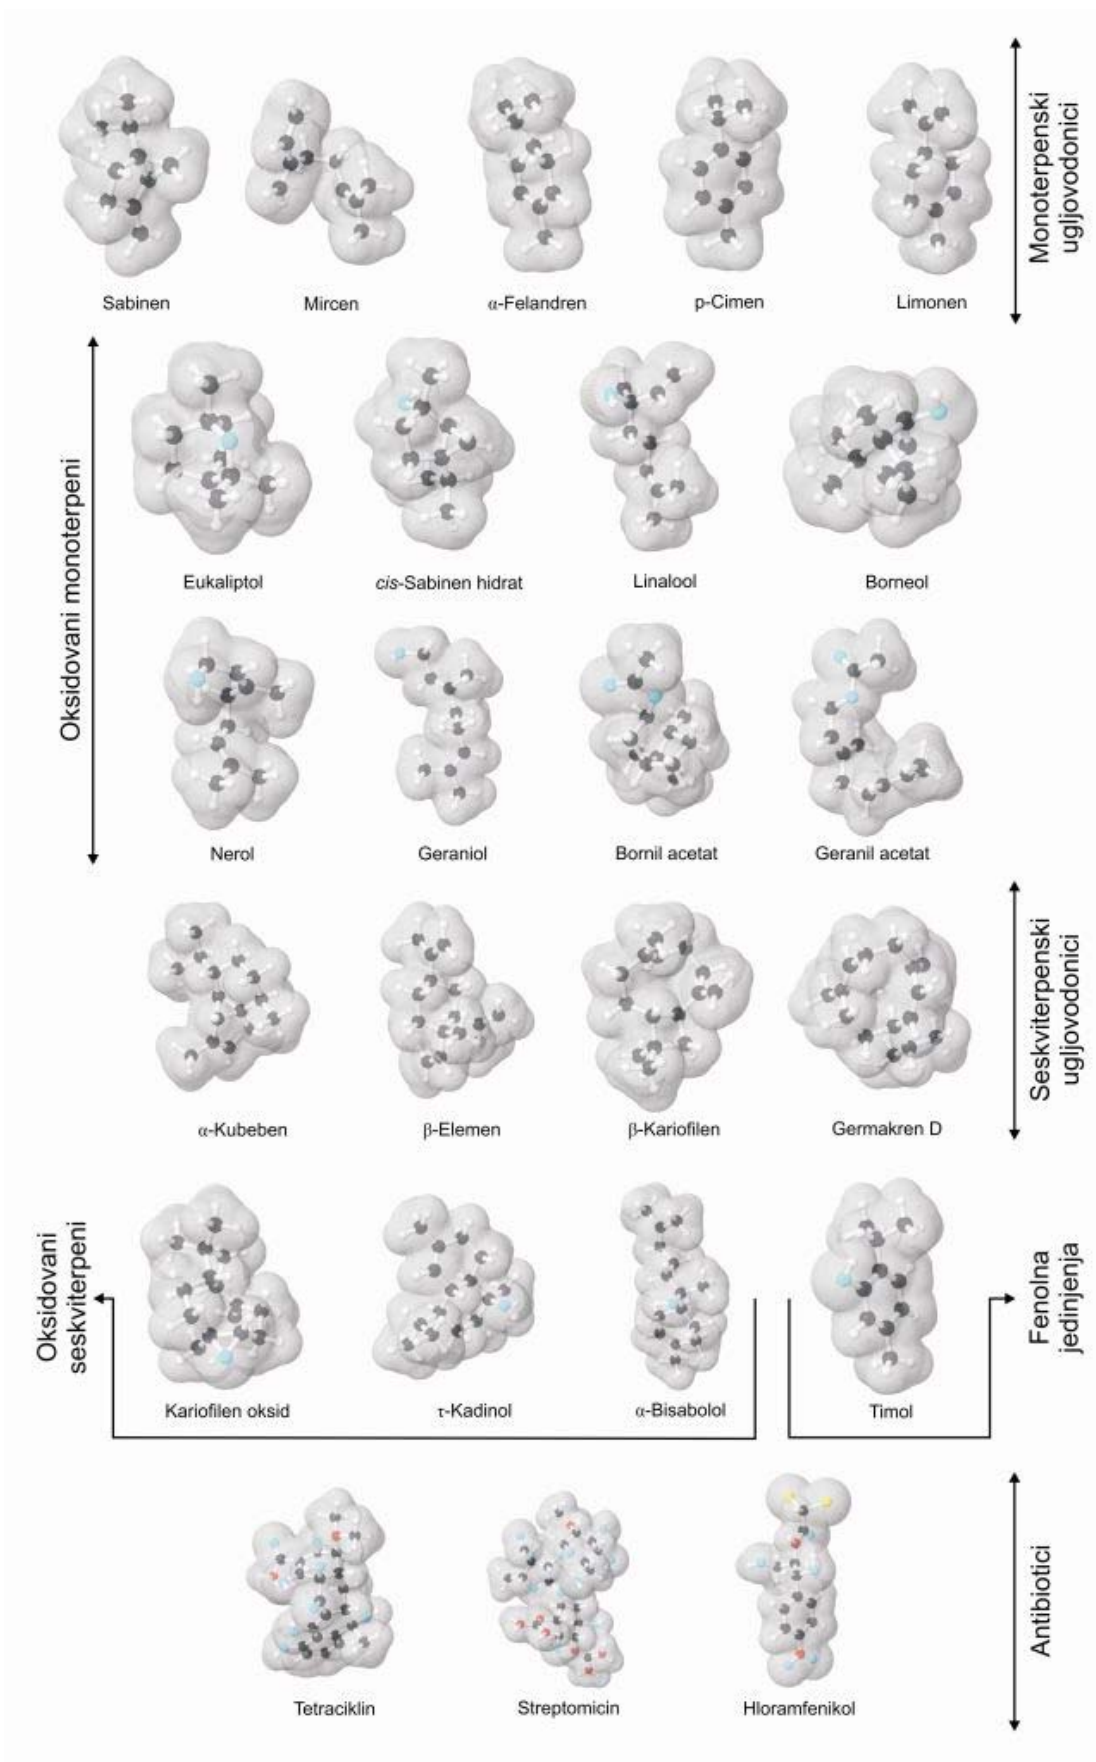 Monoterpenski
ugljovodonici
Sabinen
Mircen
α-Felandren
p-Cimen
Limonen
Oksidovani monoterpeni
Eukaliptol
cis-Sabinen hidrat
Linalool
Borneol
Nerol
Geraniol
Bornil acetat
Geranil acetat
Seskviterpenski
ugljovodonici
α-Kubeben
β-Elemen
β-Kariofilen
Germakren D
Oksidovani
seskviterpeni
Fenolna
jedinjenja
Kariofilen oksid
τ-Kadinol
α-Bisabolol
Timol
Antibiotici
Tetraciklin
Streptomicin
Hloramfenikol